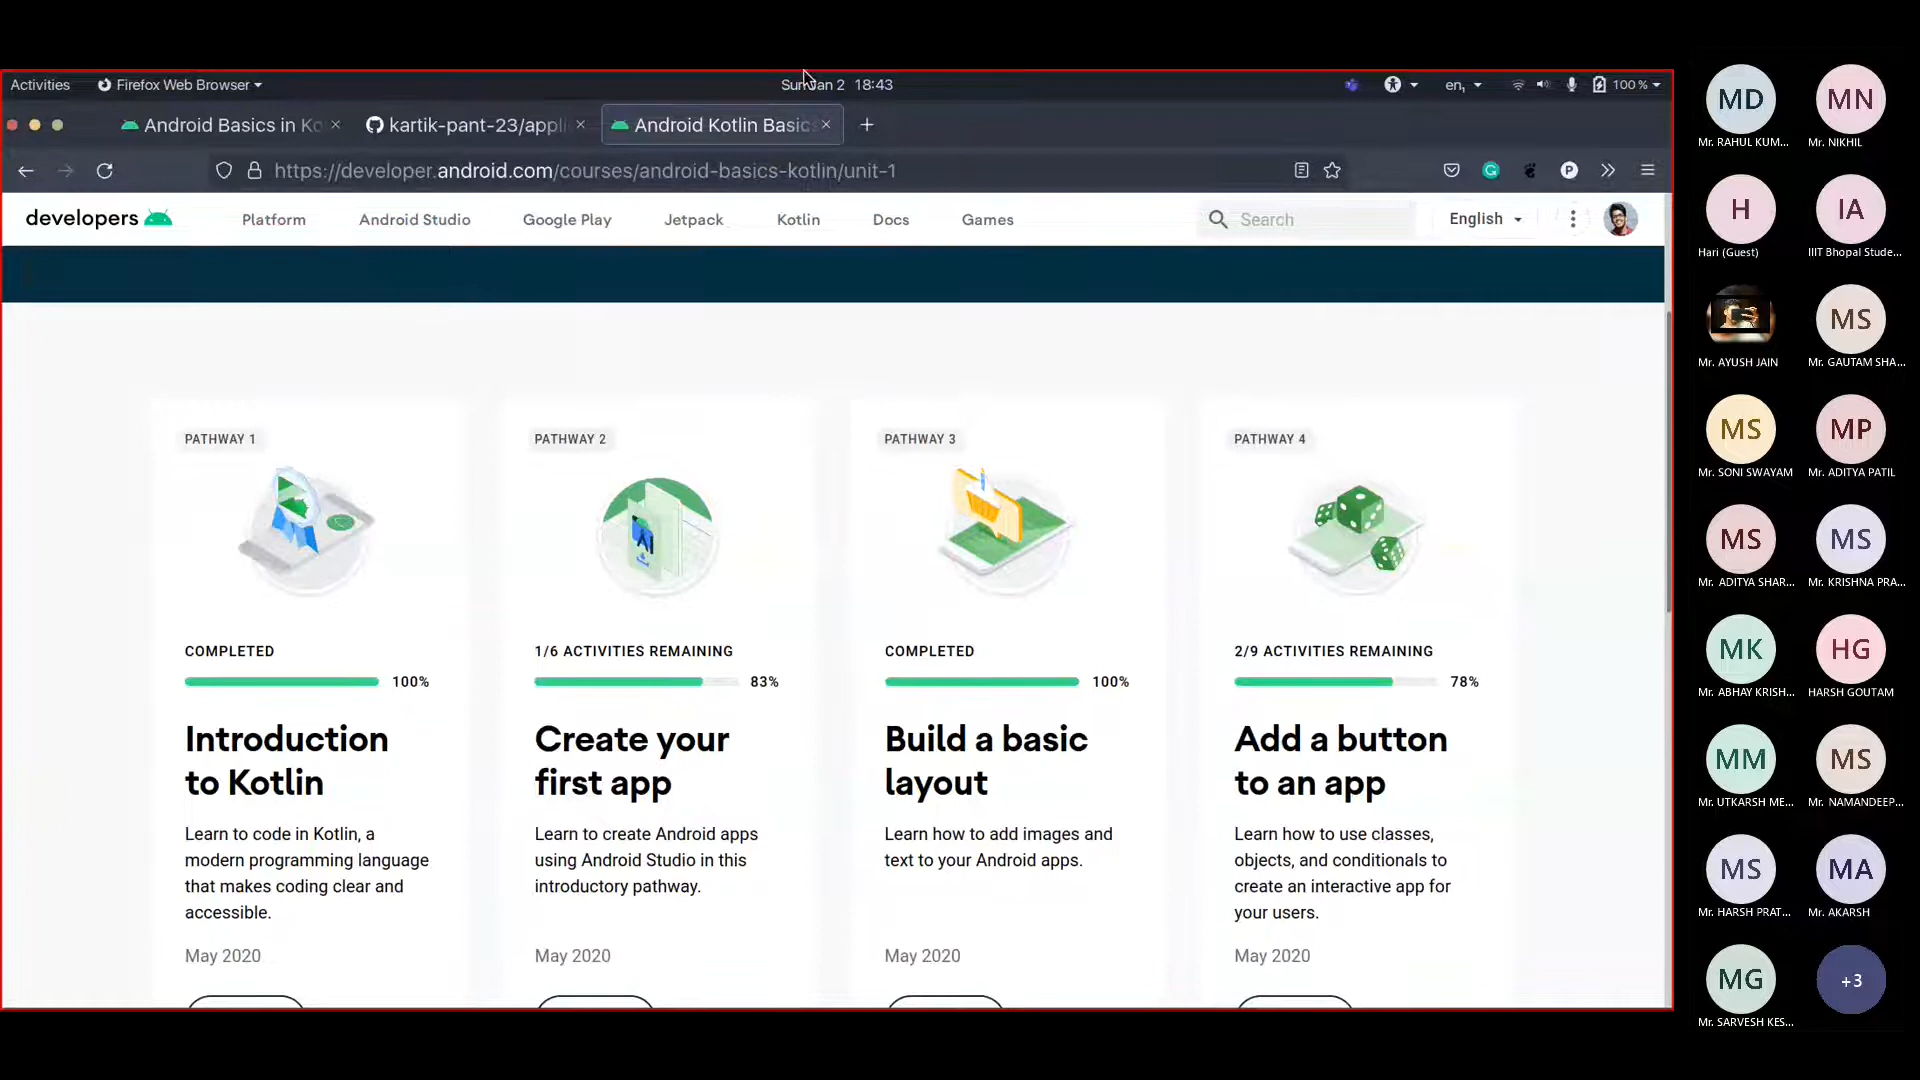 Activities
Firefox Web Browser
Sun Jan 2 18:43
en₁
100 %
Android Basics in Ko
kartik-pant-23/appli
Android Kotlin Basics
https://developer.android.com/courses/android-basics-kotlin/unit-1
developers
Platform
Android Studio
Google Play
Jetpack
Kotlin
Docs
Games
Search
English
PATHWAY 1
PATHWAY 2
PATHWAY 3
PATHWAY 4
COMPLETED
1/6 ACTIVITIES REMAINING
COMPLETED
2/9 ACTIVITIES REMAINING
100%
83%
100%
78%
Introduction
to Kotlin
Learn to code in Kotlin, a
modern programming language
that makes coding clear and
accessible.
May 2020
Create your
first app
Learn to create Android apps
using Android Studio in this
introductory pathway.
May 2020
Build a basic
layout
Learn how to add images and
text to your Android apps.
May 2020
Add a button
to an app
Learn how to use classes,
objects, and conditionals to
create an interactive app for
your users.
May 2020
MD
Mr. RAHUL KUM...
MN
Mr. NIKHIL
H
Hari (Guest)
IA
IIIT Bhopal Stude...
Mr. AYUSH JAIN
MS
Mr. GAUTAM SHA...
MS
Mr. SONI SWAYAM
MP
Mr. ADITYA PATIL
MS
Mr. ADITYA SHAR...
MS
Mr. KRISHNA PRA...
MK
Mr. ABHAY KRISH...
HG
HARSH GOUTAM
MM
Mr. UTKARSH ME...
MS
Mr. NAMANDEEP...
MS
Mr. HARSH PRAT...
MA
Mr. AKARSH
MG
Mr. SARVESH KES...
+3